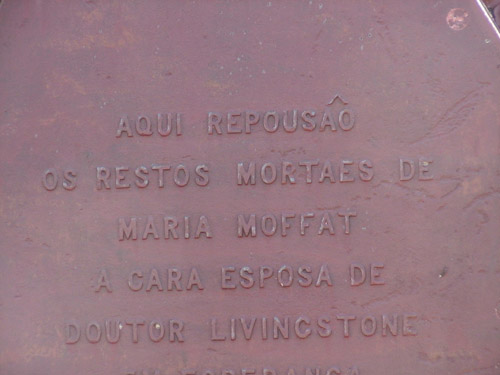 AQUI REPOUSÂO
OS RESTOS MORTAES DE
MARIA MOFFAT
A CARA ESPOSA DE
DOUTOR LIVINGSTONE